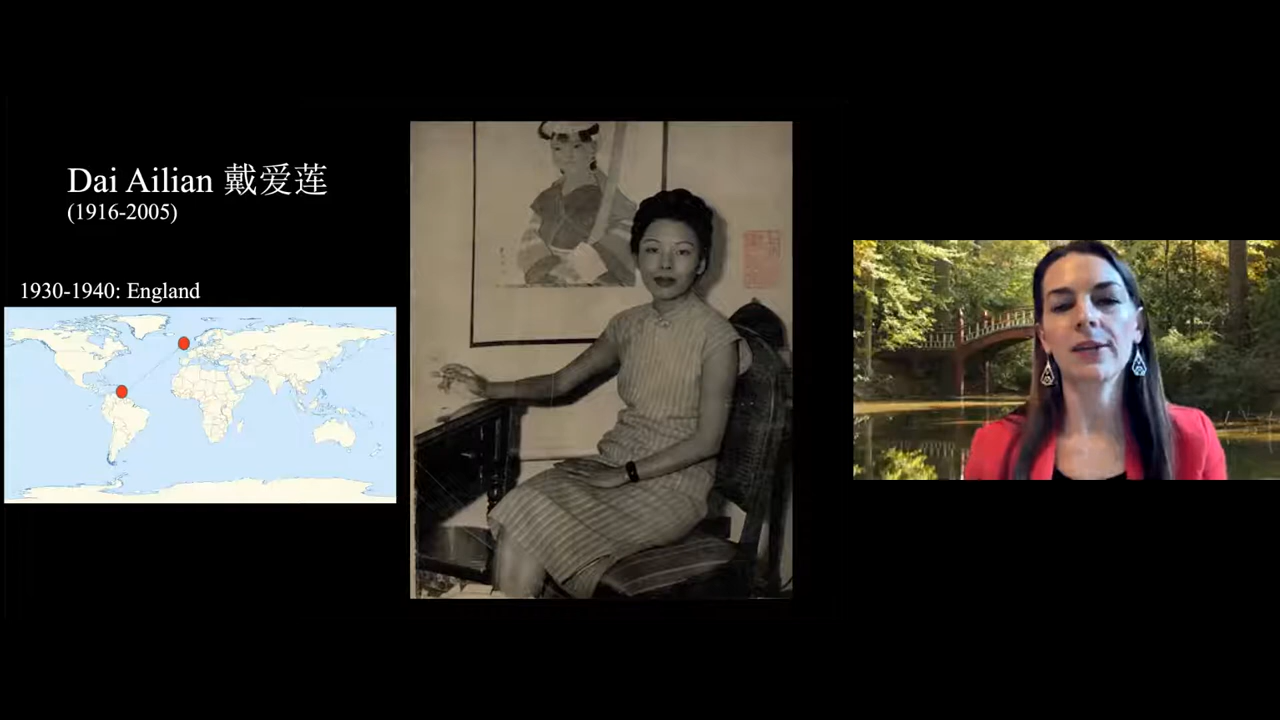 Dai Ailian 戴爱莲
(1916-2005)
1930-1940: England